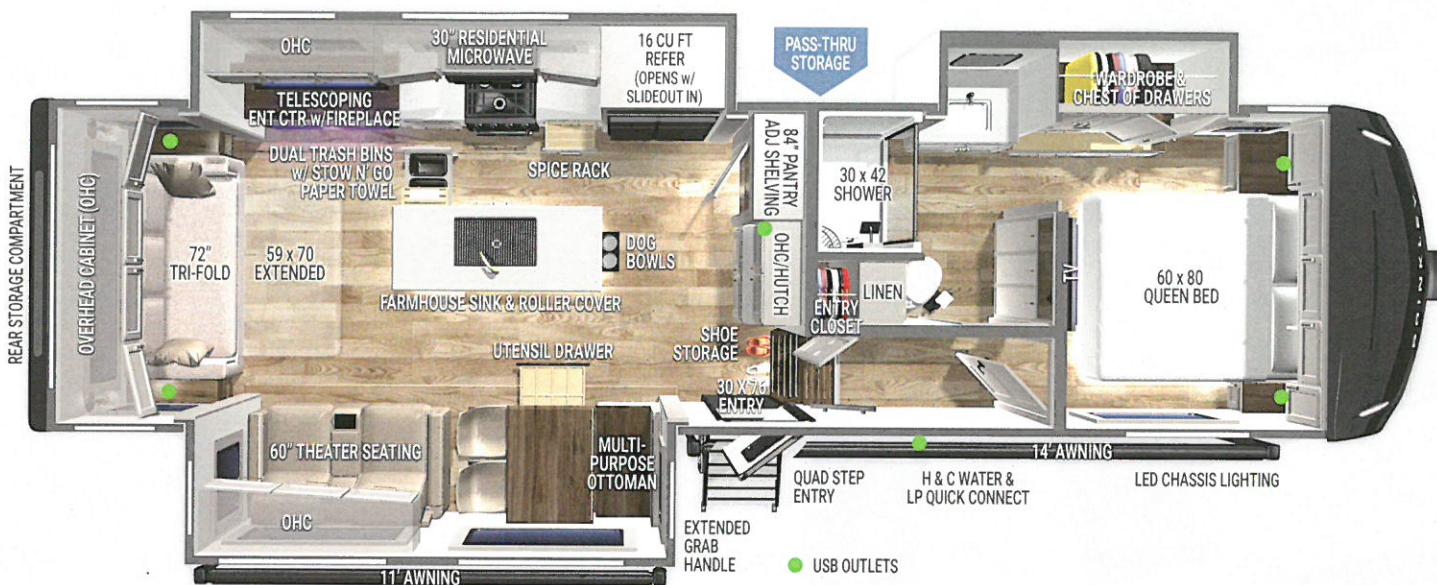 OHC
30" RESIDENTIAL
MICROWAVE
16 CU FT
REFER
(OPENS w/
SLIDEOUT IN)
PASS-THRU
STORAGE
WARDROBE &
CHEST OF DRAWERS
TELESCOPING
ENT CTR w/FIREPLACE
DUAL TRASH BINS
w/ STOW N' GO
PAPER TOWEL
SPICE RACK
84" PANTRY
ADJ SHELVING
30 x 42
SHOWER
REAR STORAGE COMPARTMENT
OVERHEAD CABINET (OHC)
72"
TRI-FOLD
59 x 70
EXTENDED
DOG
BOWLS
FARMHOUSE SINK & ROLLER COVER
OHC/HUTCH
ENTRY
CLOSET
LINEN
TV
60 x 80
QUEEN BED
BRINKLEY
SHOE
STORAGE
UTENSIL DRAWER
30 X 76
ENTRY
60" THEATER SEATING
MULTI-
PURPOSE
OTTOMAN
OHC
14' AWNING
QUAD STEP
ENTRY
H & C WATER &
LP QUICK CONNECT
LED CHASSIS LIGHTING
EXTENDED
GRAB
HANDLE
USB OUTLETS
11' AWNING